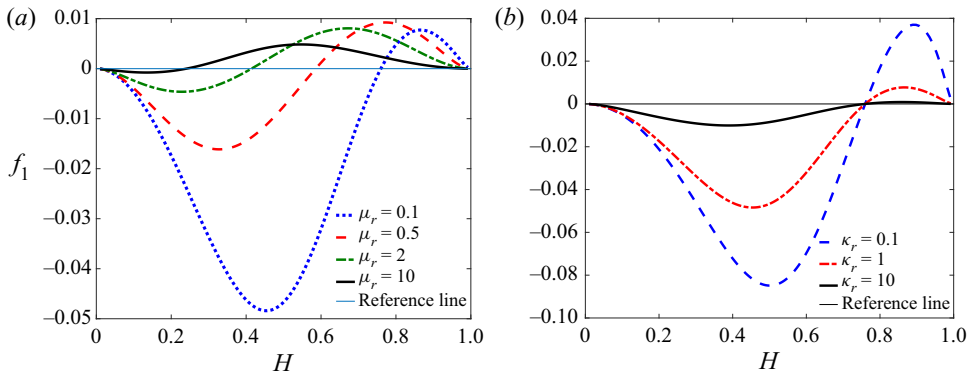 (a)
0.01
0
−0.01
−0.02
−0.03
−0.04
−0.05
f1
0
0.2
0.4
0.6
0.8
1.0
H
μr = 0.1
μr = 0.5
μr = 2
μr = 10
Reference line
(b)
0.04
0.02
0
−0.02
−0.04
−0.06
−0.08
−0.10
0
0.2
0.4
0.6
0.8
1.0
H
κr = 0.1
κr = 1
κr = 10
Reference line